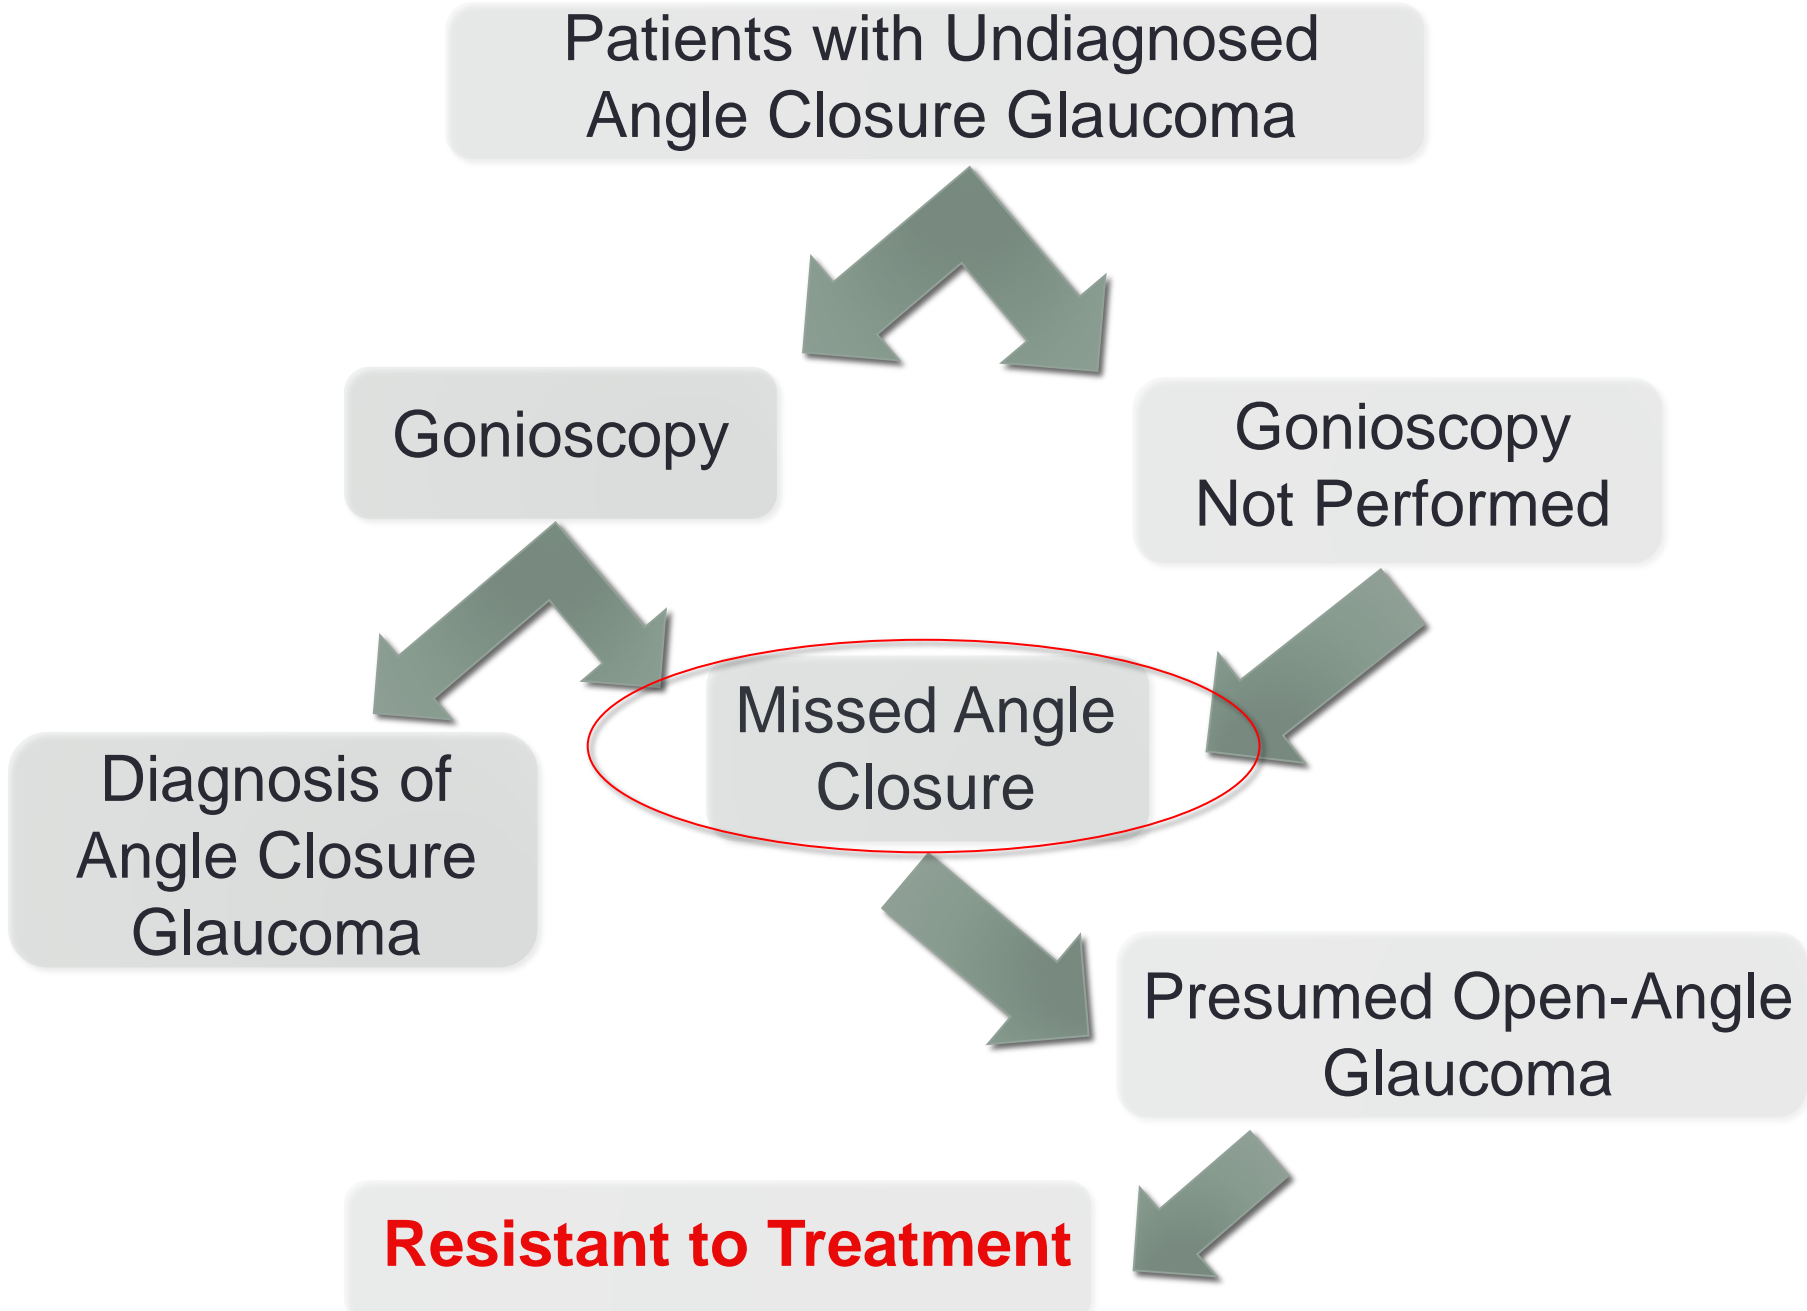 Patients with Undiagnosed
Angle Closure Glaucoma
Gonioscopy
Gonioscopy
Not Performed
Missed Angle
Closure
Diagnosis of
Angle Closure
Glaucoma
Presumed Open-Angle
Glaucoma
Resistant to Treatment